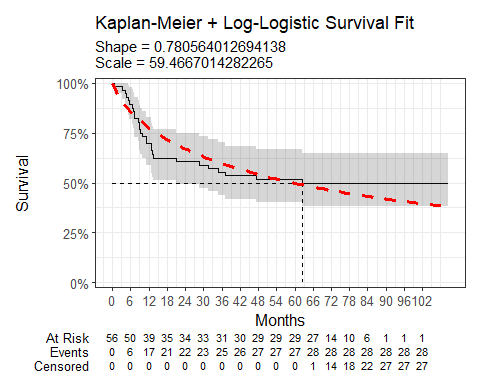 Kaplan-Meier + Log-Logistic Survival Fit
Shape = 0.780564012694138
Scale = 59.4667014282265
100%
75%
50%
25%
0%
Survival
0 6 12 18 24 30 36 42 48 54 60 66 72 78 84 90 96 102
Months
At Risk 56 50 39 35 34 33 31 30 29 29 29 27 14 10 6 1 1 1
Events 0 6 17 21 22 23 25 26 27 27 27 28 28 28 28 28 28 28
Censored 0 0 0 0 0 0 0 0 0 0 0 1 14 18 22 27 27 27